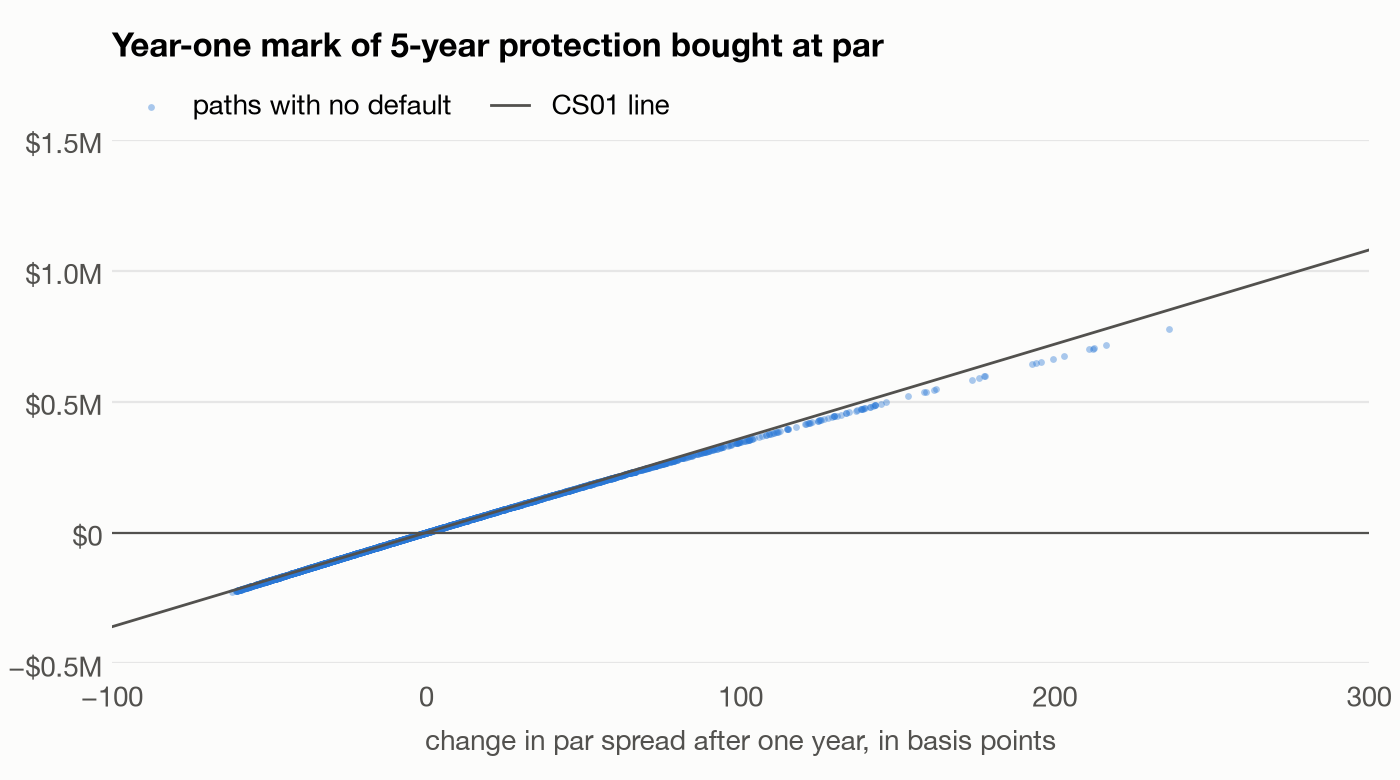 Year-one mark of 5-year protection bought at par
paths with no default CS01 line
$1.5M
$1.0M
$0.5M
$0
−$0.5M
−100 0 100 200 300
change in par spread after one year, in basis points